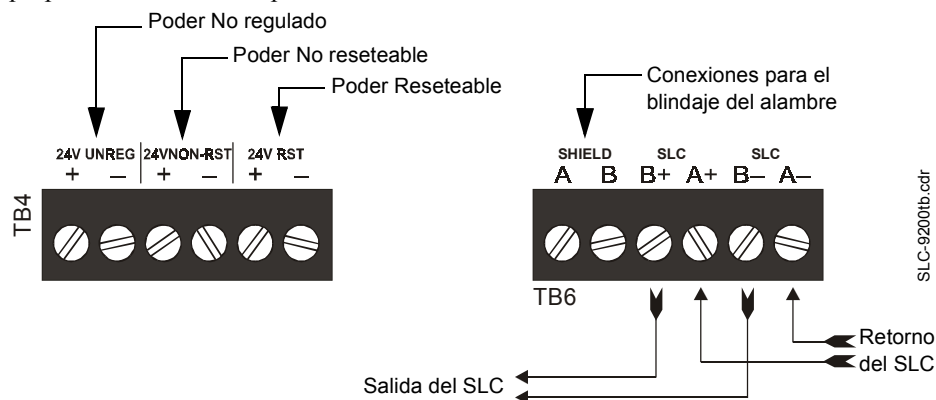 Poder No regulado
Poder No reseteable
Poder Reseteable
Conexiones para el
blindaje del alambre
24V UNREG 24VNON-RST 24V RST
+ – + – + –
SHIELD SLC SLC
A B B+ A+ B– A–
TB4
TB6
SLC-9200tb.cdr
Retorno
del SLC
Salida del SLC